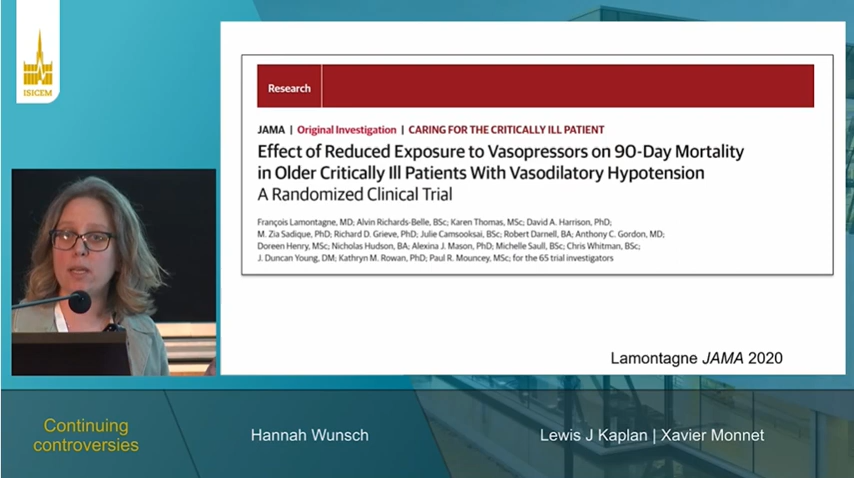 ISICEM
Research
JAMA | Original Investigation | CARING FOR THE CRITICALLY ILL PATIENT
Effect of Reduced Exposure to Vasopressors on 90-Day Mortality
in Older Critically Ill Patients With Vasodilatory Hypotension
A Randomized Clinical Trial
François Lamontagne, MD; Alvin Richards-Belle, BSc; Karen Thomas, MSc; David A. Harrison, PhD;
M. Zia Sadique, PhD; Richard D. Grieve, PhD; Julie Camsooksai, BSc; Robert Darnell, BA; Anthony C. Gordon, MD;
Doreen Henry, MSc; Nicholas Hudson, BA; Alexina J. Mason, PhD; Michelle Saull, BSc; Chris Whitman, BSc;
J. Duncan Young, DM; Kathryn M. Rowan, PhD; Paul R. Mouncey, MSc; for the 65 trial investigators
Lamontagne JAMA 2020
Continuing
controversies
Hannah Wunsch
Lewis J Kaplan | Xavier Monnet